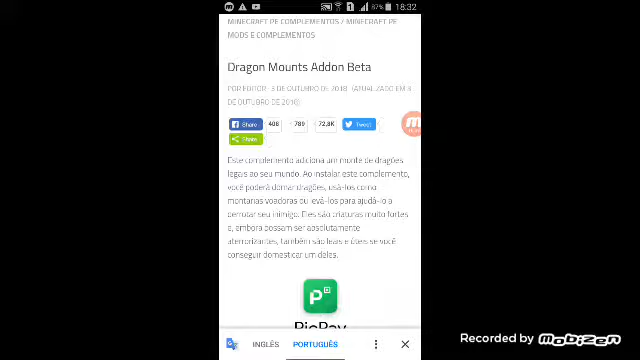 87% 18:32
MINECRAFT PE COMPLEMENTOS / MINECRAFT PE
MODS E COMPLEMENTOS
Dragon Mounts Addon Beta
POR EDITOR · 3 DE OUTUBRO DE 2018 (ATUALIZADO EM 3
DE OUTUBRO DE 2018)
Share 408 789 72,8K Tweet
Share
Este complemento adiciona um monte de dragões
legais ao seu mundo. Ao instalar este complemento,
você poderá domar dragões, usá-los como
montarias voadoras ou levá-los para ajudá-lo a
derrotar seu inimigo. Eles são criaturas muito fortes
e, embora possam ser absolutamente
aterrorizantes, também são leais e úteis se você
conseguir domesticar um deles.
PicPay
INGLÊS PORTUGUÊS
Recorded by Mobizen